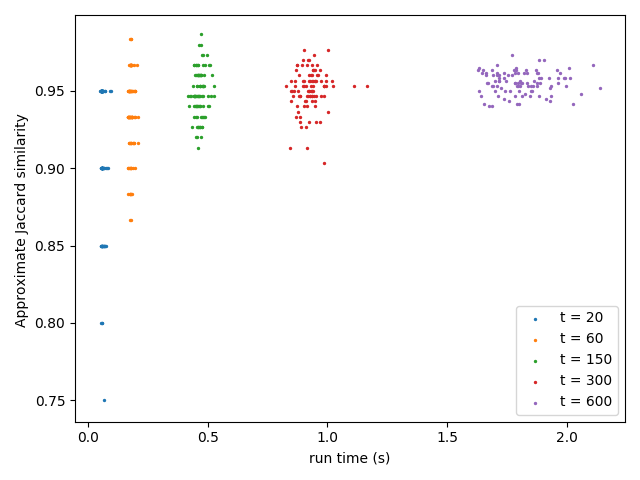 Approximate Jaccard similarity
0.95
0.90
0.85
0.80
0.75
0.0
0.5
1.0
1.5
2.0
run time (s)
t = 20
t = 60
t = 150
t = 300
t = 600